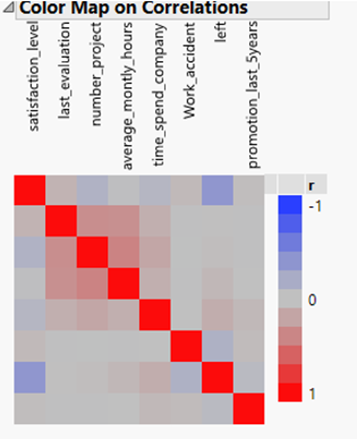 Color Map on Correlations
satisfaction_level
last_evaluation
number_project
average_montly_hours
time_spend_company
Work_accident
left
promotion_last_5years
r
-1
0
1